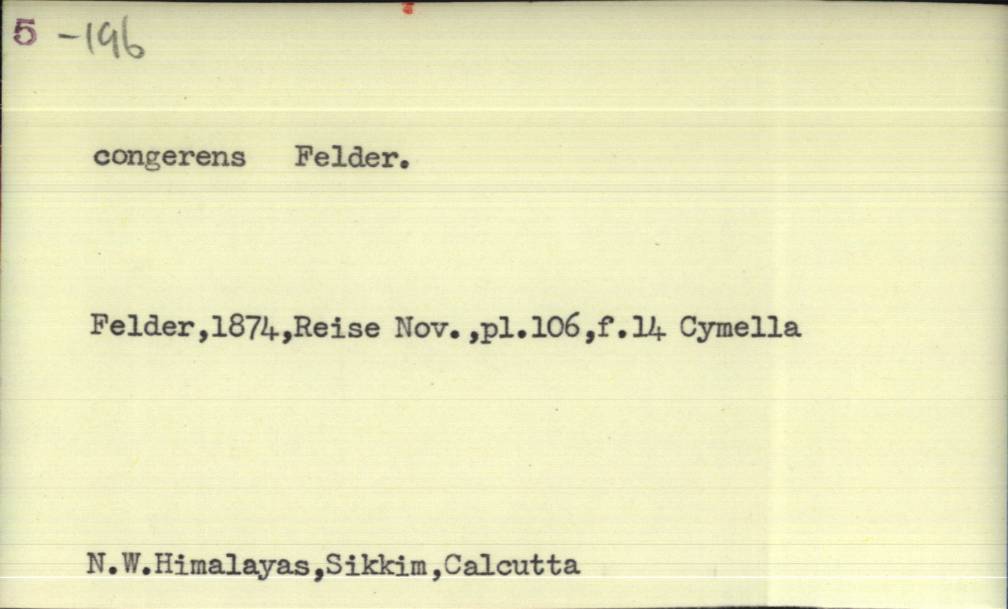 5 -196
congerens Felder.
Felder,1874,Reise Nov.,pl.106,f.14 Cymella
N.W.Himalayas,Sikkim,Calcutta